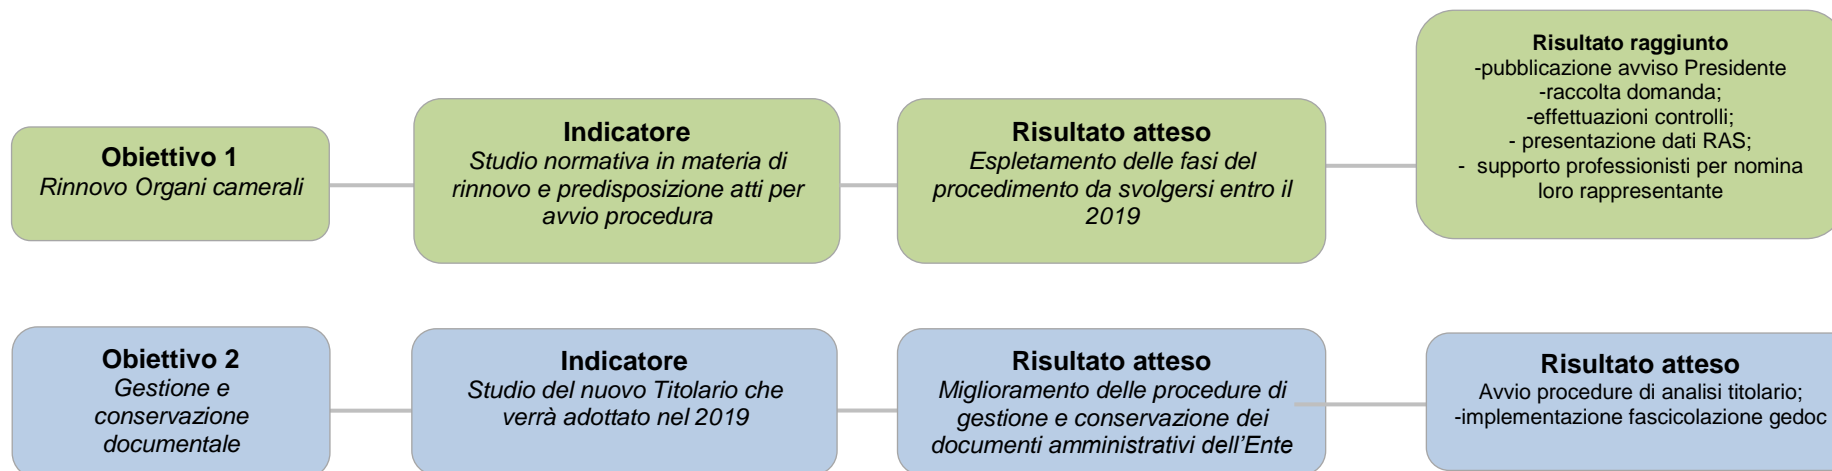 Obiettivo 1
Rinnovo Organi camerali
Indicatore
Studio normativa in materia di
rinnovo e predisposizione atti per
avvio procedura
Risultato atteso
Espletamento delle fasi del
procedimento da svolgersi entro il
2019
Risultato raggiunto
-pubblicazione avviso Presidente
-raccolta domanda;
-effettuazioni controlli;
- presentazione dati RAS;
- supporto professionisti per nomina
loro rappresentante
Obiettivo 2
Gestione e
conservazione
documentale
Indicatore
Studio del nuovo Titolario che
verrà adottato nel 2019
Risultato atteso
Miglioramento delle procedure di
gestione e conservazione dei
documenti amministrativi dell'Ente
Risultato atteso
Avvio procedure di analisi titolario;
-implementazione fascicolazione gedoc